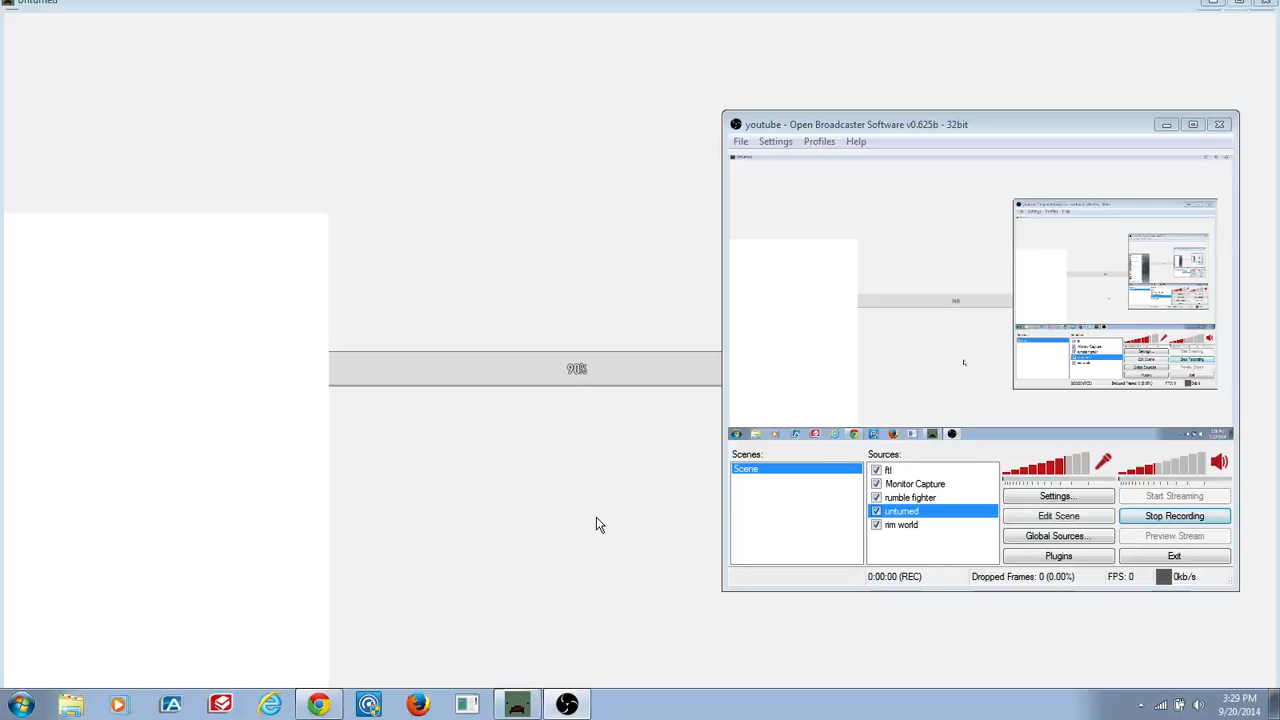 Unturned
youtube - Open Broadcaster Software v0.625b - 32bit
File Settings Profiles Help
90%
Scenes:
Scene
Sources:
ftl
Monitor Capture
rumble fighter
unturned
rim world
Settings...
Start Streaming
Edit Scene
Stop Recording
Global Sources...
Preview Stream
Plugins
Exit
0:00:00 (REC)
Dropped Frames: 0 (0.00%)
FPS: 0
0kb/s
3:29 PM
9/20/2014